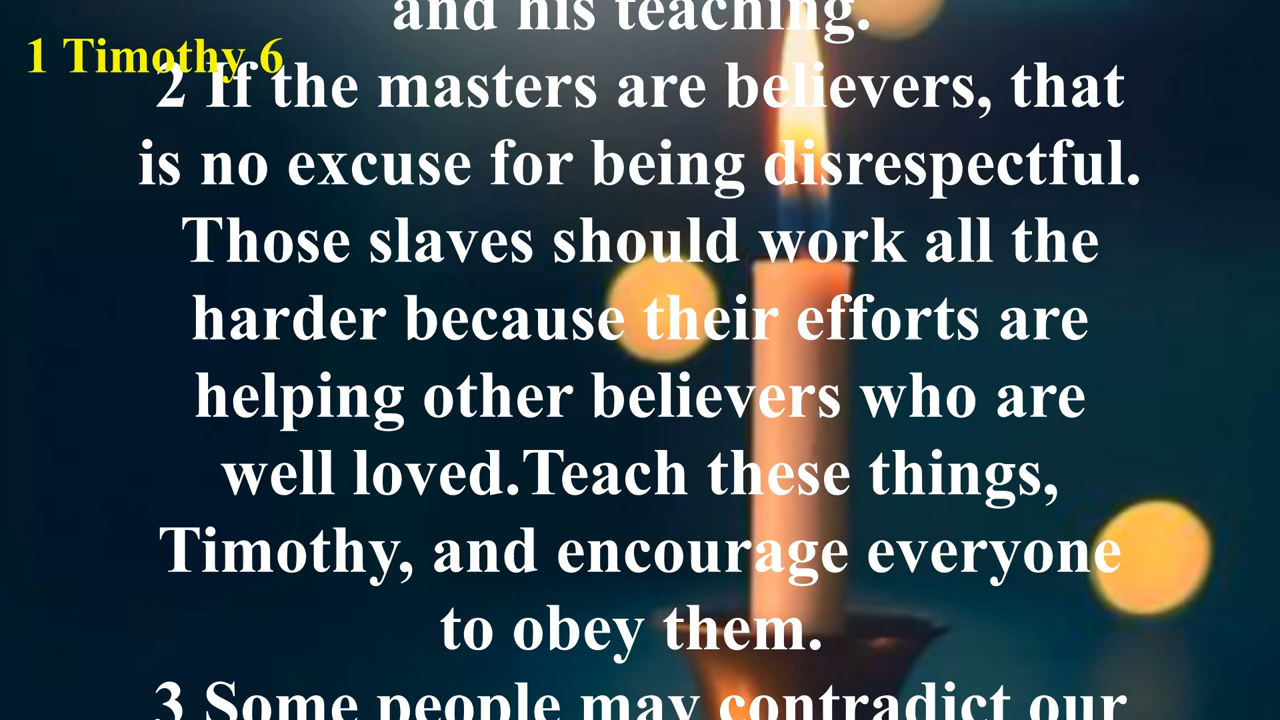 and his teaching.
1 Timothy 6
2 If the masters are believers, that
is no excuse for being disrespectful.
Those slaves should work all the
harder because their efforts are
helping other believers who are
well loved.Teach these things,
Timothy, and encourage everyone
to obey them.
3 Some people may contradict our